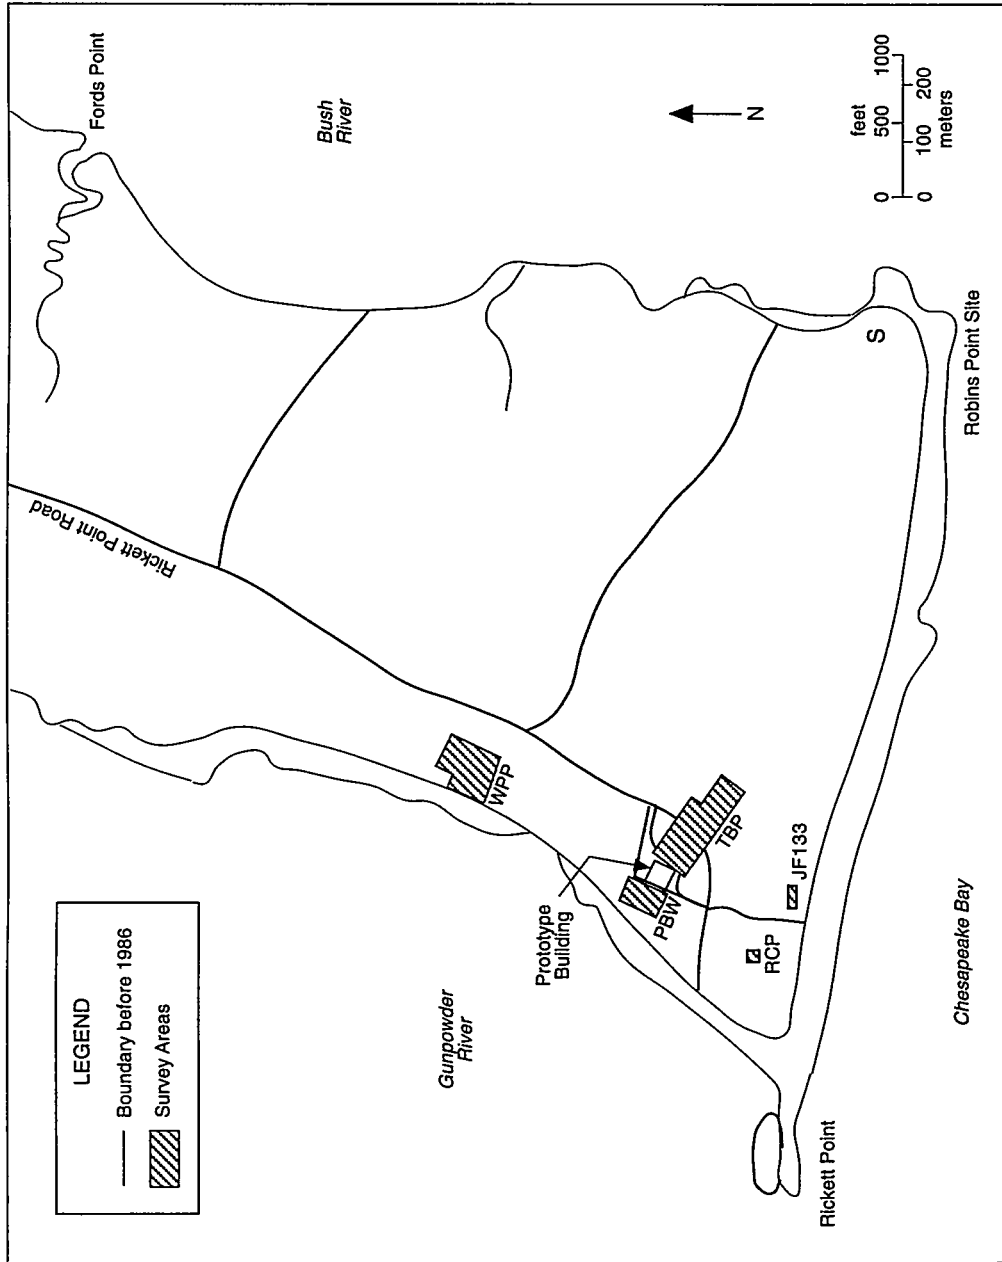 LEGEND
Boundary before 1986
Survey Areas
Fords Point
Bush
River
Rickett Point Road
N
feet
0 500 1000
0 100 200
meters
WPP
Gunpowder
River
Prototype
Building
PBW
TBP
JF133
RCP
S
Robins Point Site
Rickett Point
Chesapeake Bay